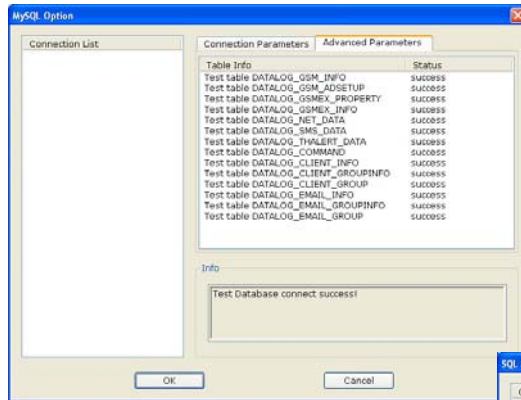 MySQL Option
Connection List
Connection Parameters Advanced Parameters
Table Info Status
Test table DATALOG_GSM_INFO success
Test table DATALOG_GSM_ADSETUP success
Test table DATALOG_GSMEX_PROPERTY success
Test table DATALOG_GSMEX_INFO success
Test table DATALOG_NET_DATA success
Test table DATALOG_SMS_DATA success
Test table DATALOG_THALERT_DATA success
Test table DATALOG_COMMAND success
Test table DATALOG_CLIENT_INFO success
Test table DATALOG_CLIENT_GROUPINFO success
Test table DATALOG_CLIENT_GROUP success
Test table DATALOG_EMAIL_INFO success
Test table DATALOG_EMAIL_GROUPINFO success
Test table DATALOG_EMAIL_GROUP success
Info
Test Database connect success!
OK Cancel
SQL